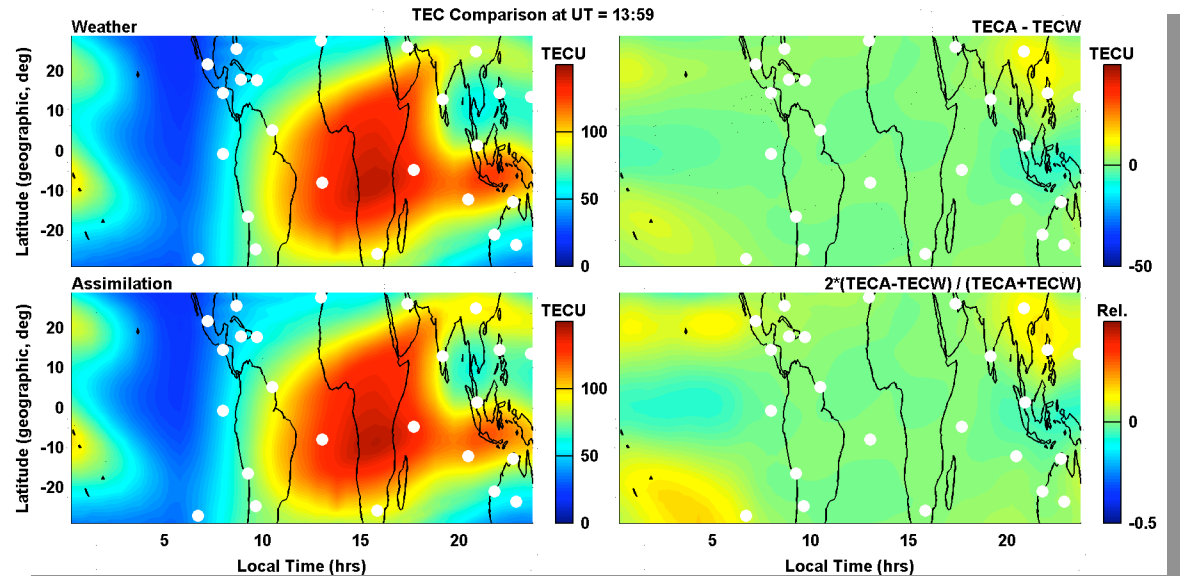 TEC Comparison at UT = 13:59
Weather
TECU
Latitude (geographic, deg)
20
10
0
-10
-20
100
50
0
TECA - TECW
TECU
0
-50
Assimilation
TECU
Latitude (geographic, deg)
20
10
0
-10
-20
100
50
0
5
10
15
20
Local Time (hrs)
2*(TECA-TECW) / (TECA+TECW)
Rel.
0
-0.5
5
10
15
20
Local Time (hrs)